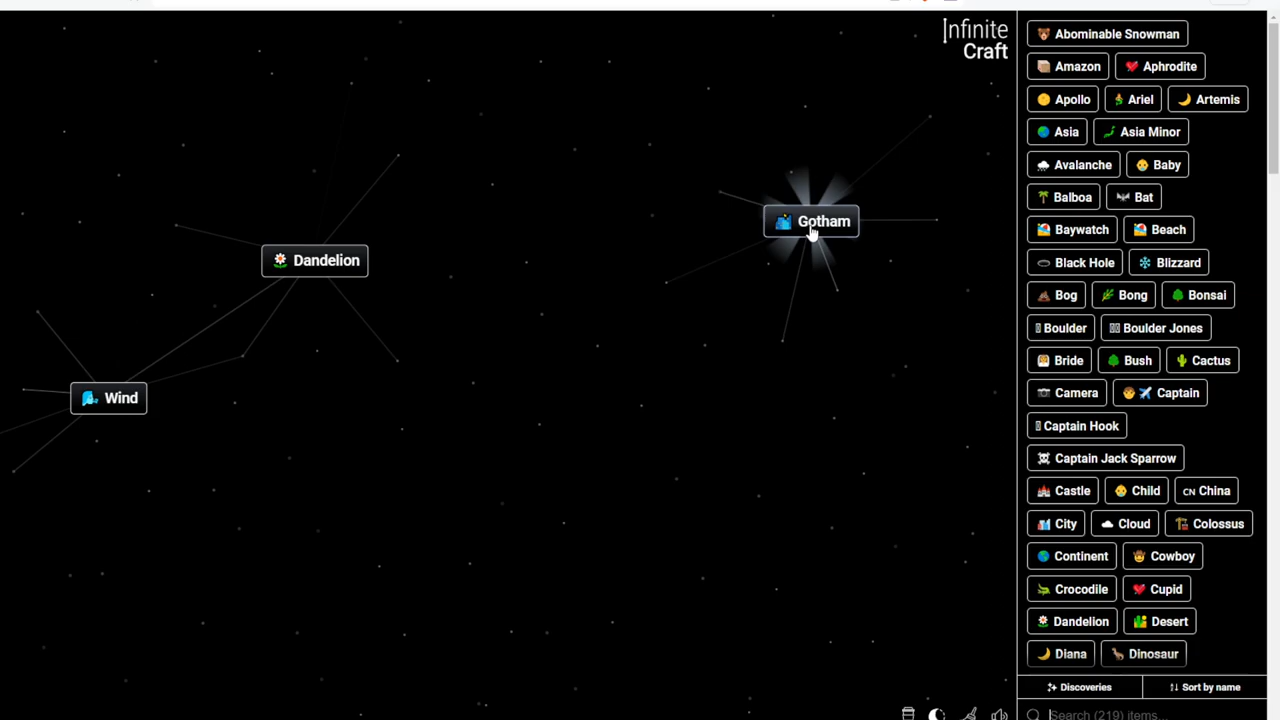 Infinite
Craft
Gotham
Dandelion
Wind
Abominable Snowman
Amazon Aphrodite
Apollo Ariel Artemis
Asia Asia Minor
Avalanche Baby
Balboa Bat
Baywatch Beach
Black Hole Blizzard
Bog Bong Bonsai
Boulder Boulder Jones
Bride Bush Cactus
Camera Captain
Captain Hook
Captain Jack Sparrow
Castle Child CN China
City Cloud Colossus
Continent Cowboy
Crocodile Cupid
Dandelion Desert
Diana Dinosaur
Discoveries Sort by name
Search (219) items...